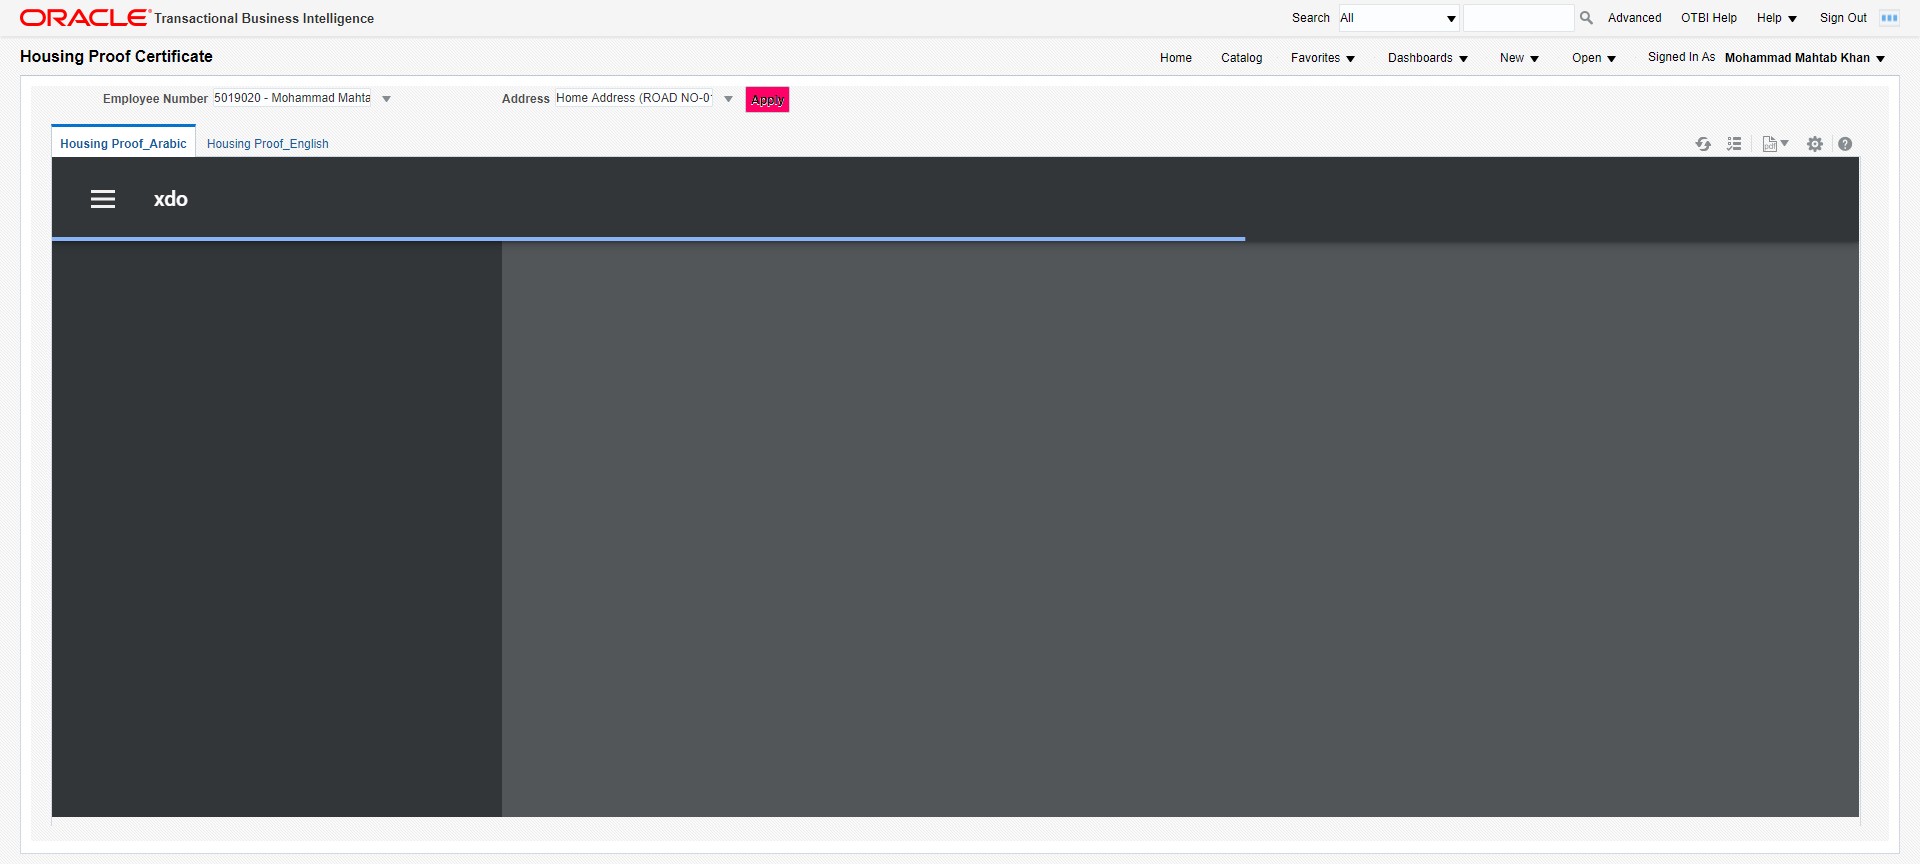 ORACLE Transactional Business Intelligence Search All Advanced OTBI Help Help Sign Out
Housing Proof Certificate Home Catalog Favorites Dashboards New Open Signed In As Mohammad Mahtab Khan
Employee Number 5019020 - Mohammad Mahta Address Home Address (ROAD NO-0 Apply
Housing Proof_Arabic Housing Proof_English pdf
xdo